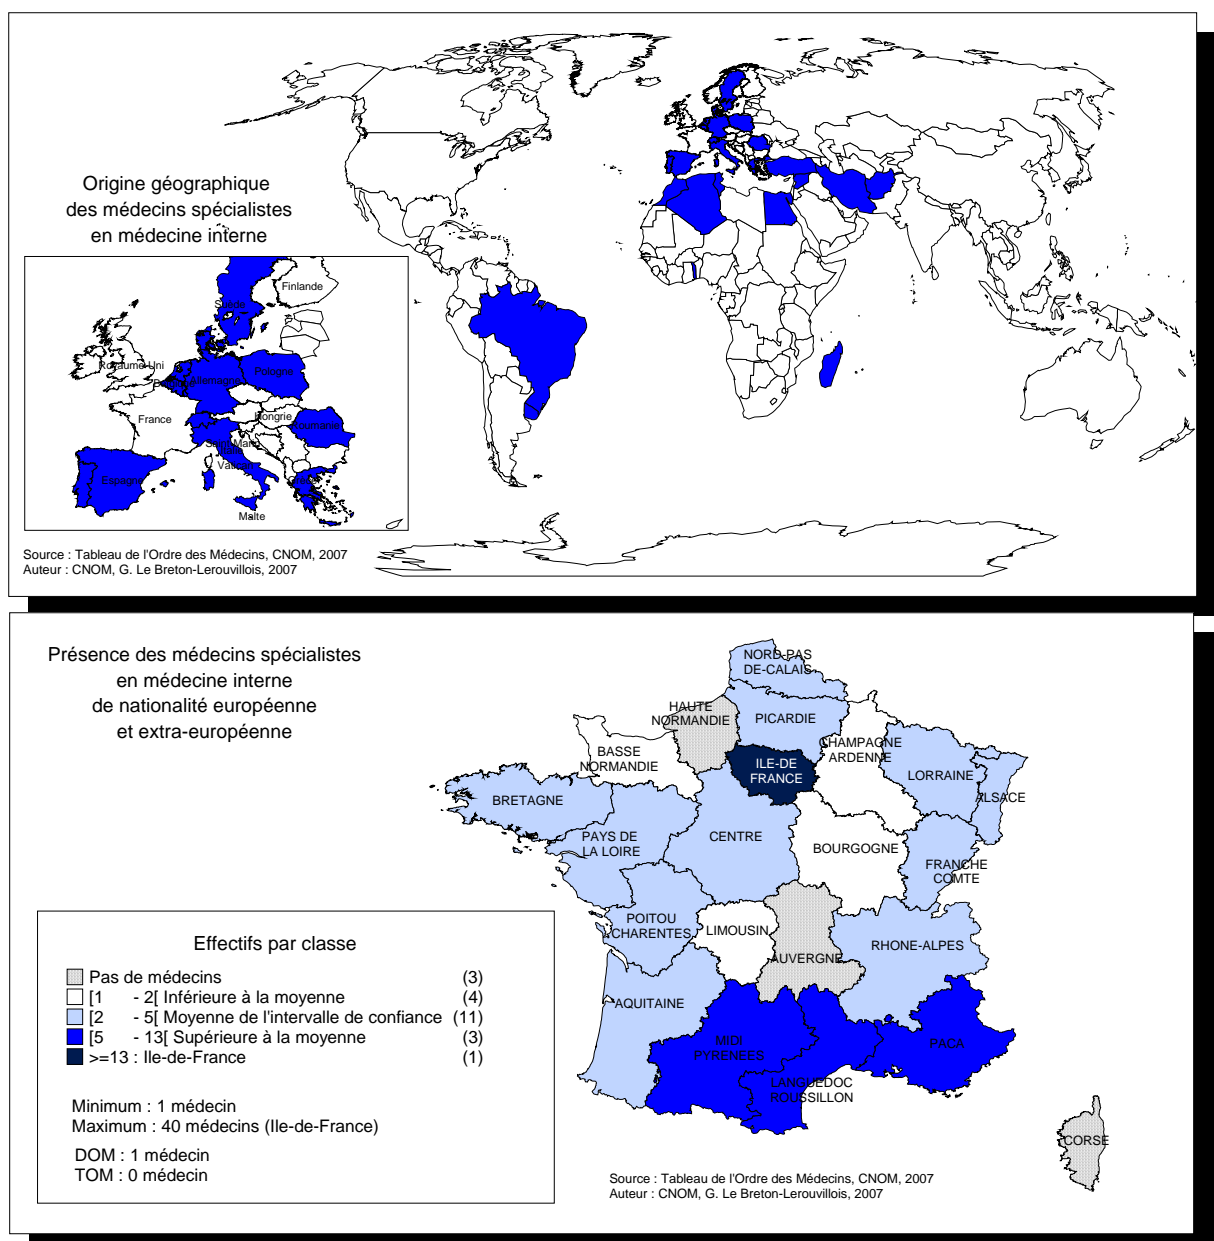 Origine géographique
des médecins spécialistes
en médecine interne
Finlande
Suède
Royaume-Uni
Pologne
Allemagne
France
Hongrie
Roumanie
Saint-Marin
Vatican
Espagne
Grèce
Malte
Source : Tableau de l'Ordre des Médecins, CNOM, 2007
Auteur : CNOM, G. Le Breton-Lerouvillois, 2007
Présence des médecins spécialistes
en médecine interne
de nationalité européenne
et extra-européenne
NORD-PAS
DE-CALAIS
HAUTE
NORMANDIE
PICARDIE
BASSE
NORMANDIE
CHAMPAGNE
ARDENNE
ILE-DE
FRANCE
LORRAINE
ALSACE
BRETAGNE
PAYS DE
LA LOIRE
CENTRE
BOURGOGNE
FRANCHE
COMTE
POITOU
CHARENTES
LIMOUSIN
AUVERGNE
RHONE-ALPES
AQUITAINE
MIDI
PYRENEES
PACA
LANGUEDOC
ROUSSILLON
CORSE
Effectifs par classe
Pas de médecins (3)
[1 - 2[ Inférieure à la moyenne (4)
[2 - 5[ Moyenne de l'intervalle de confiance (11)
[5 - 13[ Supérieure à la moyenne (3)
>=13 : Ile-de-France (1)
Minimum : 1 médecin
Maximum : 40 médecins (Ile-de-France)
DOM : 1 médecin
TOM : 0 médecin
Source : Tableau de l'Ordre des Médecins, CNOM, 2007
Auteur : CNOM, G. Le Breton-Lerouvillois, 2007